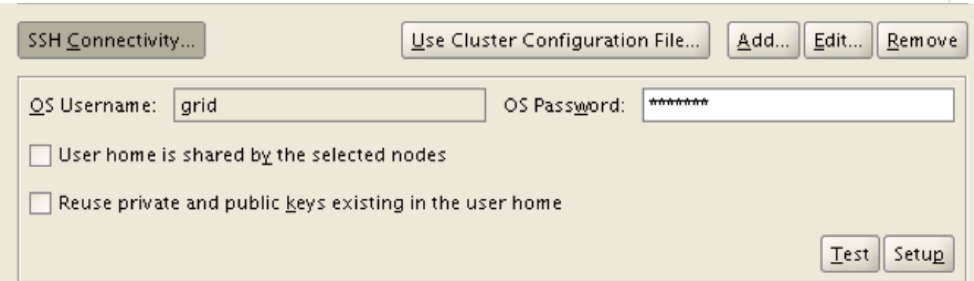 SSH Connectivity... Use Cluster Configuration File... Add... Edit... Remove
OS Username: grid OS Password: *******
User home is shared by the selected nodes
Reuse private and public keys existing in the user home
Test Setup